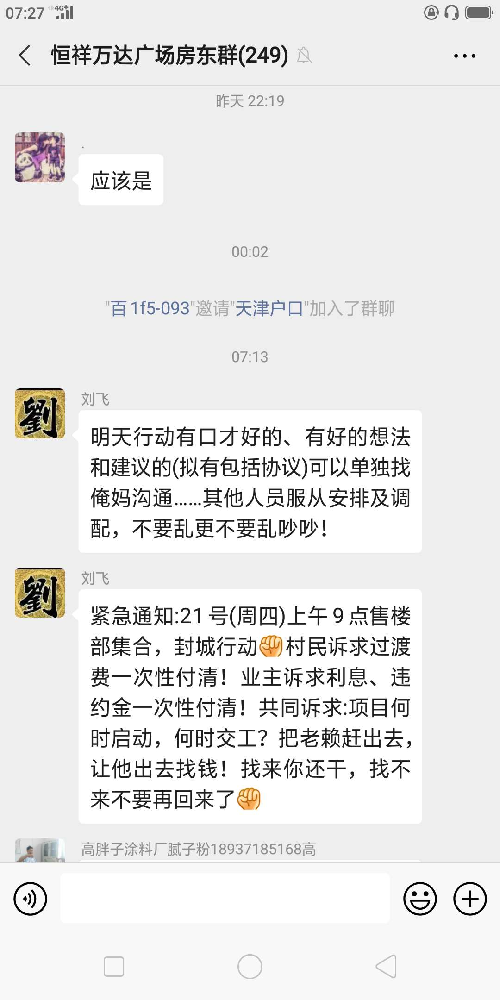 07:27 4G+
恒祥万达广场房东群(249)
昨天 22:19
.
应该是
00:02
"百1f5-093"邀请"天津户口"加入了群聊
07:13
劉
刘飞
明天行动有口才好的、有好的想法
和建议的(拟有包括协议)可以单独找
俺妈沟通……其他人员服从安排及调
配，不要乱更不要乱吵吵！
劉
刘飞
紧急通知:21号(周四)上午9点售楼
部集合，封城行动✊村民诉求过渡
费一次性付清！业主诉求利息、违
约金一次性付清！共同诉求:项目何
时启动，何时交工？把老赖赶出去，
让他出去找钱！找来你还干，找不
来不要再回来了✊
高胖子涂料厂腻子粉18937185168高